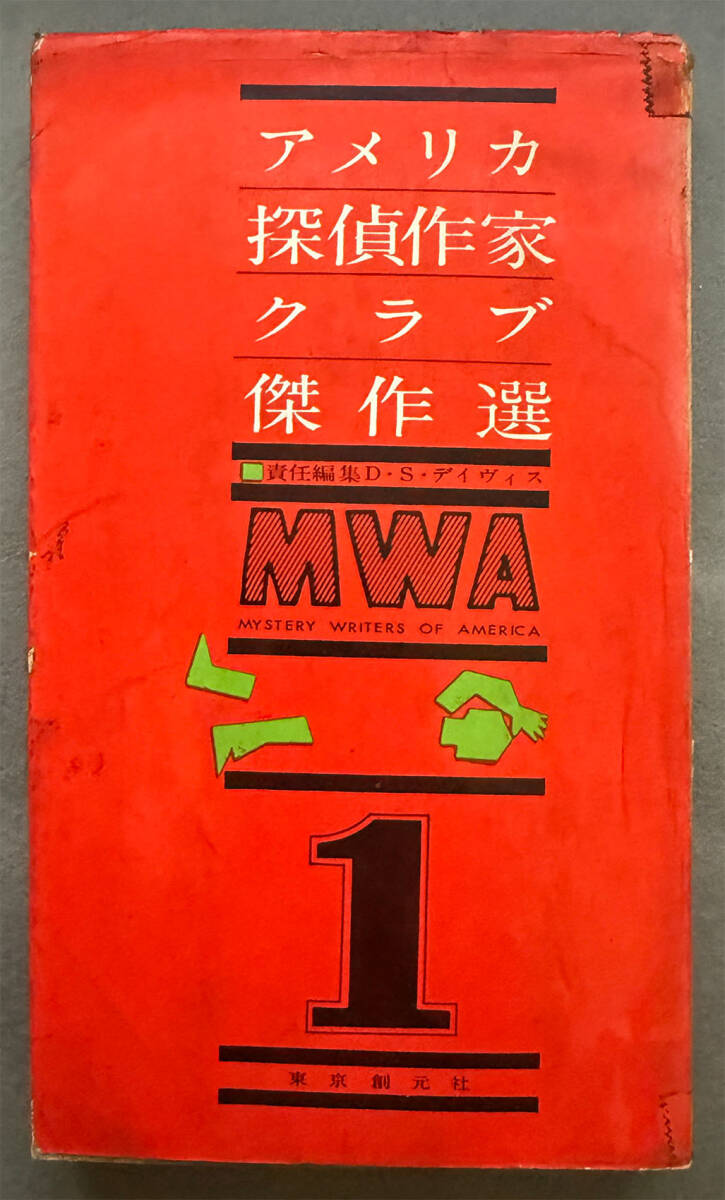 アメリカ
探偵作家
クラブ
傑作選
責任編集D・S・デイヴィス
MWA
MYSTERY WRITERS OF AMERICA
1
東京創元社